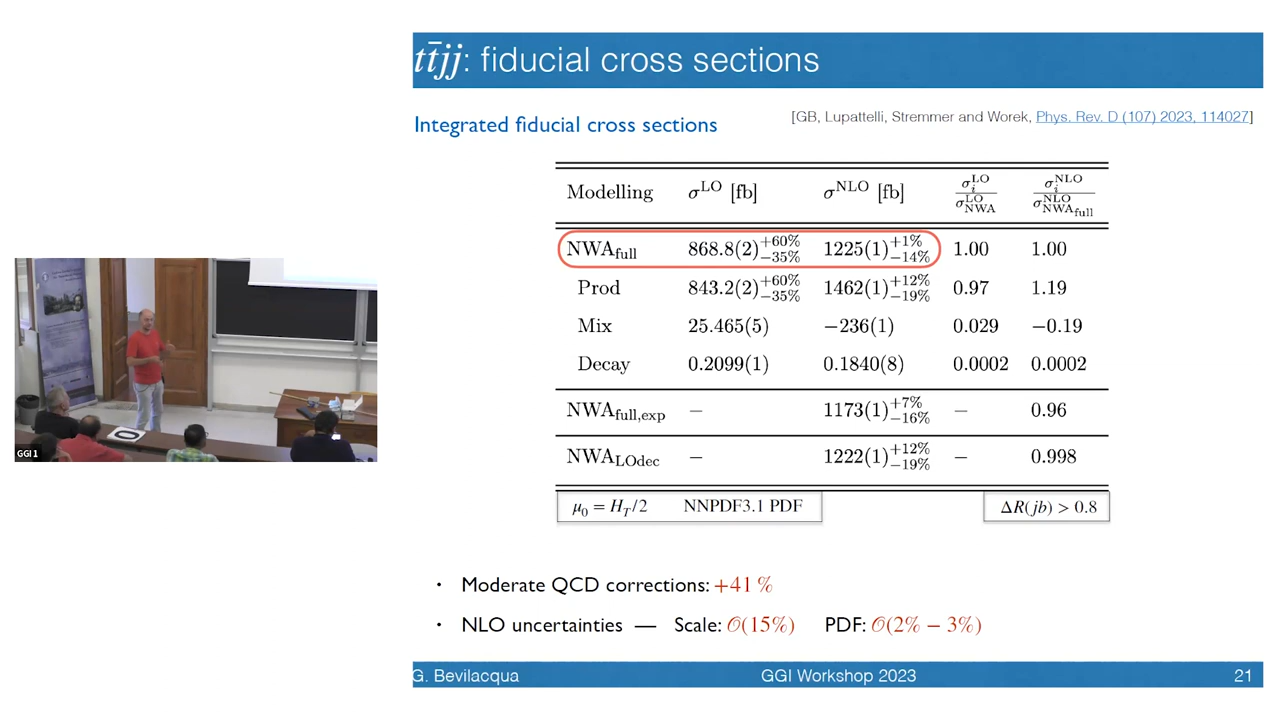 tt̄jj: fiducial cross sections
Integrated fiducial cross sections
[GB, Lupattelli, Stremmer and Worek, Phys. Rev. D (107) 2023, 114027]
Modelling σ^LO [fb] σ^NLO [fb] σ_i^LO/σ_NWA^LO σ_i^NLO/σ_NWA_full^NLO
NWA_full 868.8(2)^{+60%}_{−35%} 1225(1)^{+1%}_{−14%} 1.00 1.00
Prod 843.2(2)^{+60%}_{−35%} 1462(1)^{+12%}_{−19%} 0.97 1.19
Mix 25.465(5) −236(1) 0.029 −0.19
Decay 0.2099(1) 0.1840(8) 0.0002 0.0002
NWA_full,exp – 1173(1)^{+7%}_{−16%} – 0.96
NWA_LOdec – 1222(1)^{+12%}_{−19%} – 0.998
μ_0 = H_T/2 NNPDF3.1 PDF ΔR(jb) > 0.8
• Moderate QCD corrections: +41 %
• NLO uncertainties — Scale: O(15%) PDF: O(2% − 3%)
G. Bevilacqua GGI Workshop 2023 21
GGI 1